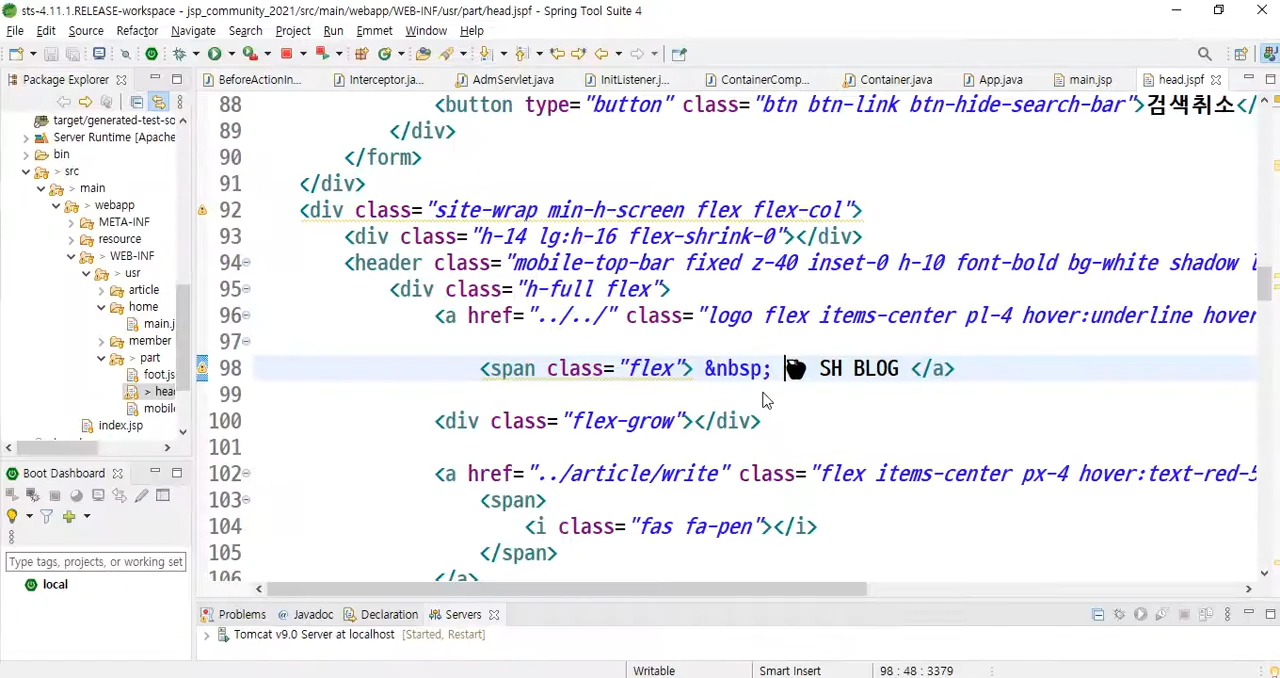 sts-4.11.1.RELEASE-workspace - jsp_community_2021/src/main/webapp/WEB-INF/usr/part/head.jspf - Spring Tool Suite 4
File Edit Source Refactor Navigate Search Project Run Emmet Window Help
Package Explorer
BeforeActionIn... Interceptor.ja... AdmServlet.java InitListener.j... ContainerComp... Container.java App.java main.jsp head.jspf
target/generated-test-so
Server Runtime [Apache
bin
src
main
webapp
META-INF
resource
WEB-INF
usr
article
home
main.j
member
part
foot.js
hea
mobile
index.jsp
88 <button type="button" class="btn btn-link btn-hide-search-bar">검색취소</
89 </div>
90 </form>
91 </div>
92 <div class="site-wrap min-h-screen flex flex-col">
93 <div class="h-14 lg:h-16 flex-shrink-0"></div>
94 <header class="mobile-top-bar fixed z-40 inset-0 h-10 font-bold bg-white shadow l
95 <div class="h-full flex">
96 <a href="../../" class="logo flex items-center pl-4 hover:underline hover
97
98 <span class="flex"> &nbsp; 🍎 SH BLOG </a>
99
100 <div class="flex-grow"></div>
101
102 <a href="../article/write" class="flex items-center px-4 hover:text-red-5
103 <span>
104 <i class="fas fa-pen"></i>
105 </span>
106 </a>
Boot Dashboard
Type tags, projects, or working set
local
Problems Javadoc Declaration Servers
Tomcat v9.0 Server at localhost [Started, Restart]
Writable Smart Insert 98 : 48 : 3379